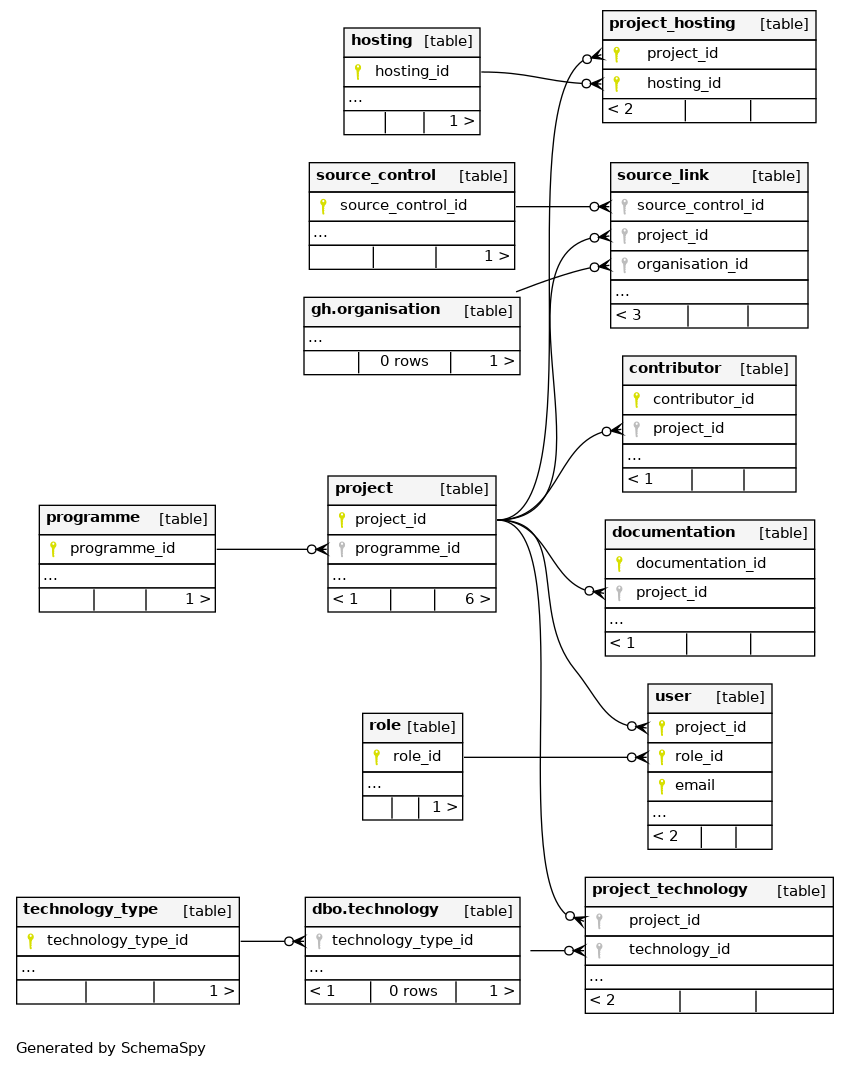 hosting [table]
hosting_id
...
1 >
project_hosting [table]
project_id
hosting_id
< 2
source_control [table]
source_control_id
...
1 >
source_link [table]
source_control_id
project_id
organisation_id
...
< 3
gh.organisation [table]
...
0 rows 1 >
contributor [table]
contributor_id
project_id
...
< 1
project [table]
project_id
programme_id
...
< 1 6 >
programme [table]
programme_id
...
1 >
documentation [table]
documentation_id
project_id
...
< 1
user [table]
project_id
role_id
email
...
< 2
role [table]
role_id
...
1 >
project_technology [table]
project_id
technology_id
...
< 2
technology_type [table]
technology_type_id
...
1 >
dbo.technology [table]
technology_type_id
...
< 1 0 rows 1 >
Generated by SchemaSpy